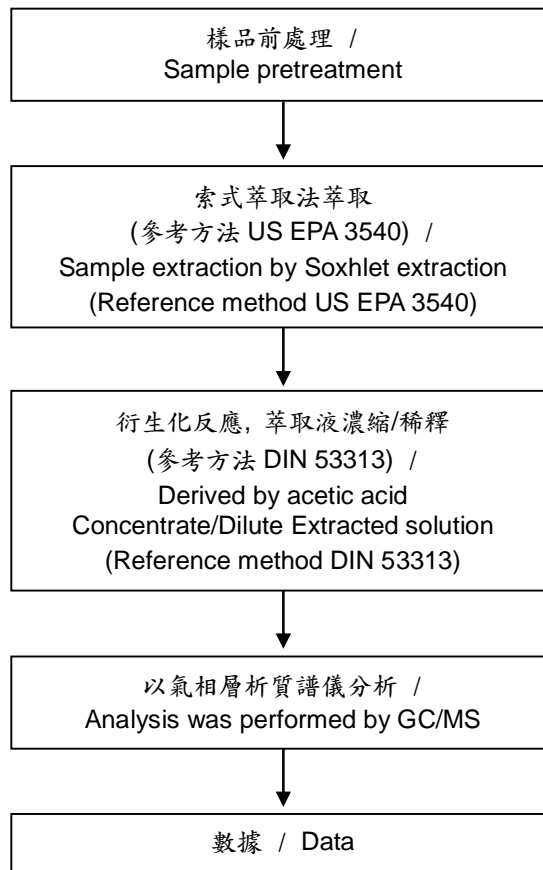 樣品前處理 /
Sample pretreatment
索式萃取法萃取
(參考方法 US EPA 3540) /
Sample extraction by Soxhlet extraction
(Reference method US EPA 3540)
衍生化反應, 萃取液濃縮/稀釋
(參考方法 DIN 53313) /
Derived by acetic acid
Concentrate/Dilute Extracted solution
(Reference method DIN 53313)
以氣相層析質譜儀分析 /
Analysis was performed by GC/MS
數據 / Data